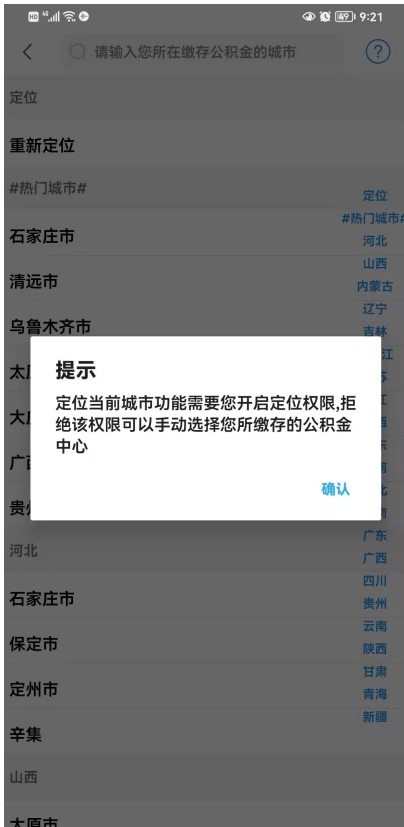 HD 4G 49 9:21
请输入您所在缴存公积金的城市 ?
定位
重新定位
#热门城市#
定位
#热门城市#
石家庄市
河北
山西
清远市
内蒙古
辽宁
乌鲁木齐市
吉林
提示
定位当前城市功能需要您开启定位权限,拒
绝该权限可以手动选择您所缴存的公积金
中心
确认
河北
广东
广西
四川
石家庄市
贵州
云南
保定市
陕西
甘肃
定州市
青海
新疆
辛集
山西
太原市